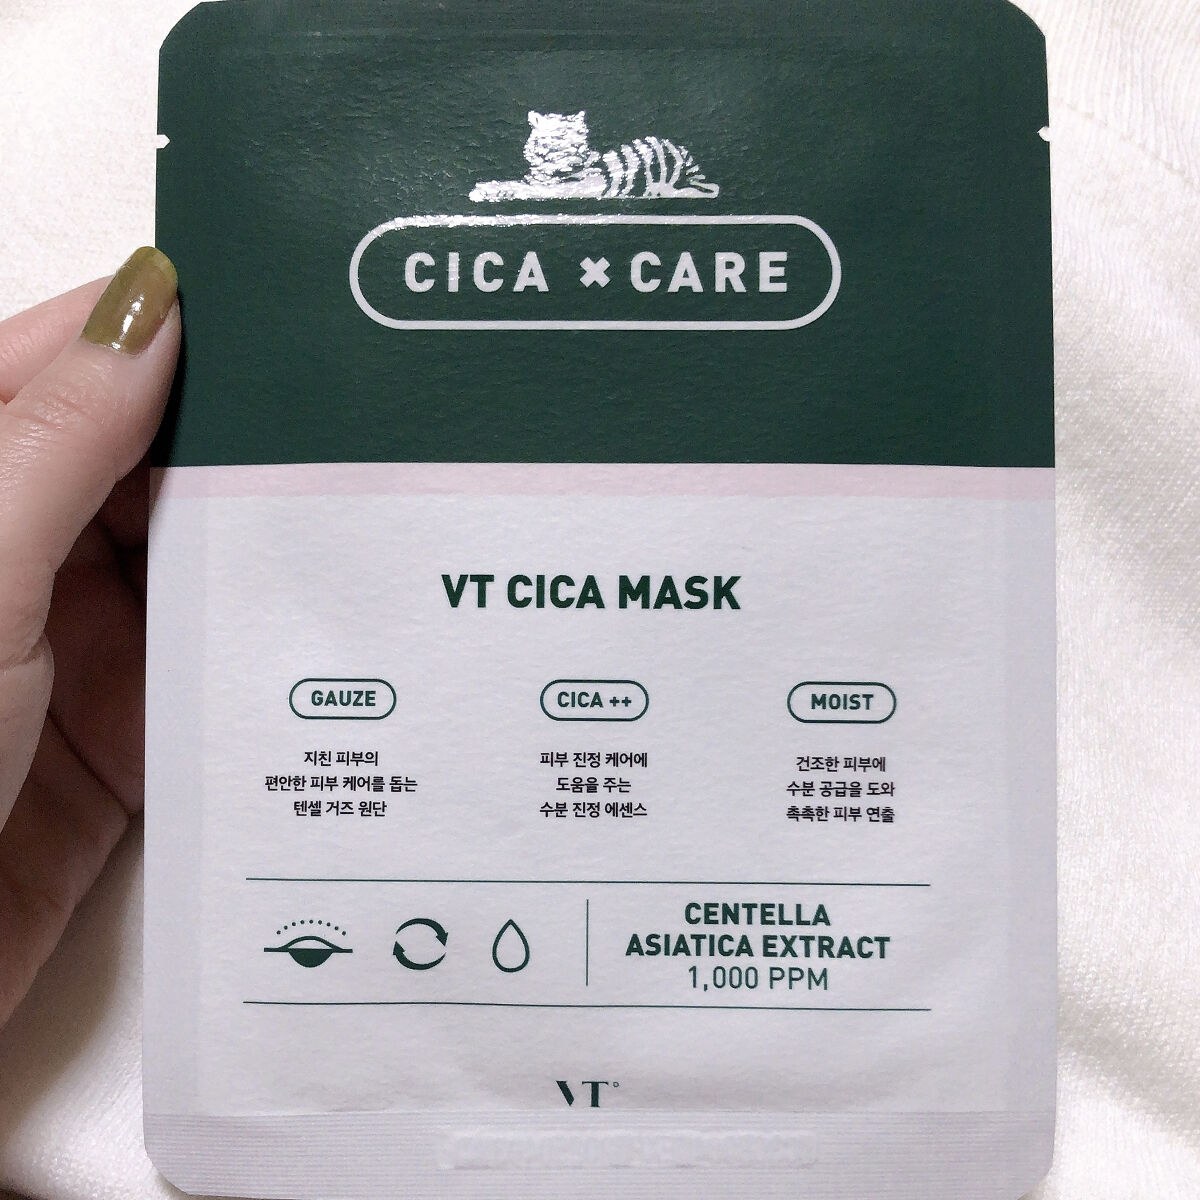 CICA × CARE
VT CICA MASK
GAUZE
지친 피부의
편안한 피부 케어를 돕는
텐셀 거즈 원단
CICA ++
피부 진정 케어에
도움을 주는
수분 진정 에센스
MOIST
건조한 피부에
수분 공급을 도와
촉촉한 피부 연출
CENTELLA
ASIATICA EXTRACT
1,000 PPM
VT